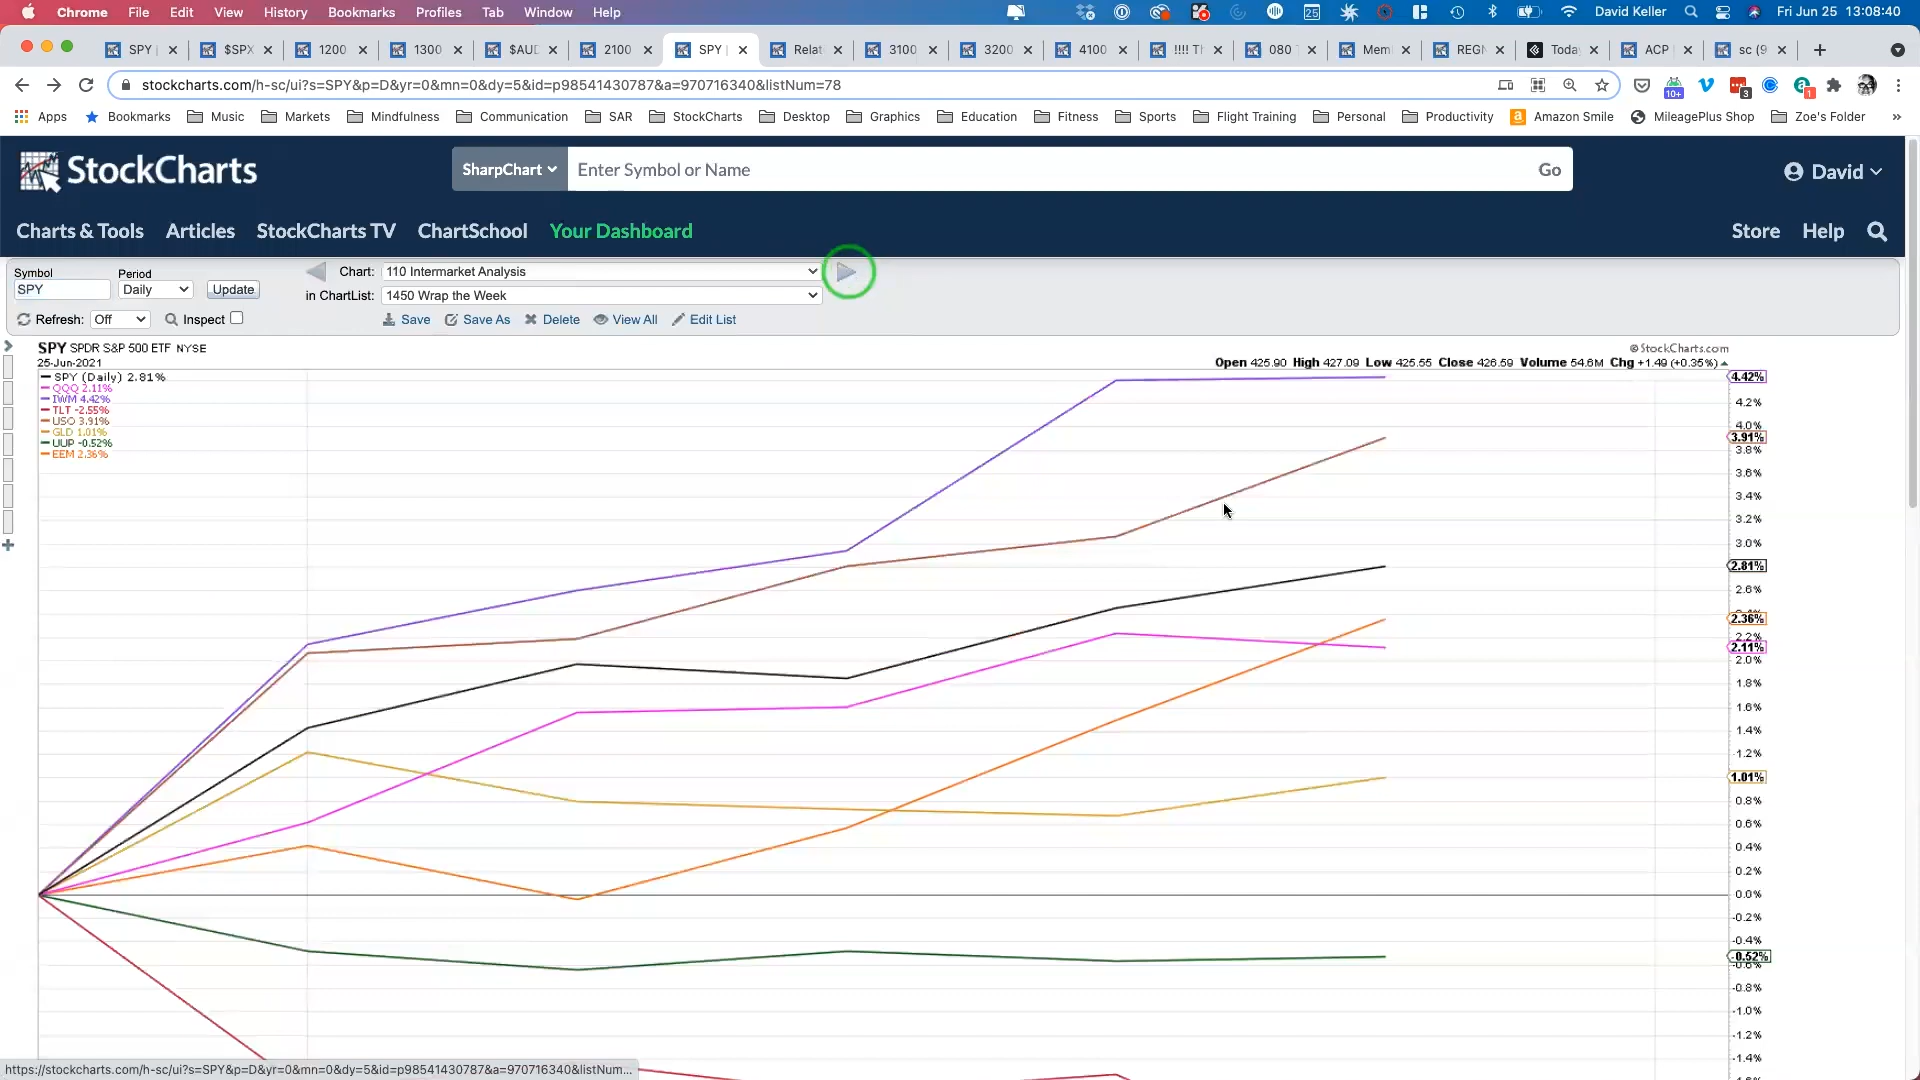 Chrome File Edit View History Bookmarks Profiles Tab Window Help 25 David Keller Fri Jun 25 13:08:40
SPY $SPX 1200 1300 $AUD 2100 SPY Relat 3100 3200 4100 !!!! Th 080 Mem REGN Toda ACP sc (9
stockcharts.com/h-sc/ui?s=SPY&p=D&yr=0&mn=0&dy=5&id=p98541430787&a=970716340&listNum=78 10+ 3 1
Apps Bookmarks Music Markets Mindfulness Communication SAR StockCharts Desktop Graphics Education Fitness Sports Flight Training Personal Productivity Amazon Smile MileagePlus Shop Zoe's Folder »
StockCharts SharpChart Enter Symbol or Name Go David
Charts & Tools Articles StockCharts TV ChartSchool Your Dashboard Store Help
Symbol Period Chart: 110 Intermarket Analysis
SPY Daily Update in ChartList: 1450 Wrap the Week
Refresh: Off Inspect Save Save As Delete View All Edit List
SPY SPDR S&P 500 ETF NYSE ©StockCharts.com
25-Jun-2021 Open 425.90 High 427.09 Low 425.55 Close 426.59 Volume 54.6M Chg +1.49 (+0.35%)
SPY (Daily) 2.81%
QQQ 2.11%
IWM 4.42%
TLT -2.55%
USO 3.91%
GLD 1.01%
UUP -0.52%
EEM 2.36%
4.42%
4.2%
4.0%
3.91%
3.8%
3.6%
3.4%
3.2%
3.0%
2.81%
2.6%
2.36%
2.2%
2.11%
2.0%
1.8%
1.6%
1.4%
1.2%
1.01%
0.8%
0.6%
0.4%
0.2%
0.0%
-0.2%
-0.4%
-0.52%
-0.6%
-0.8%
-1.0%
-1.2%
-1.4%
https://stockcharts.com/h-sc/ui?s=SPY&p=D&yr=0&mn=0&dy=5&id=p98541430787&a=970716340&listNum...